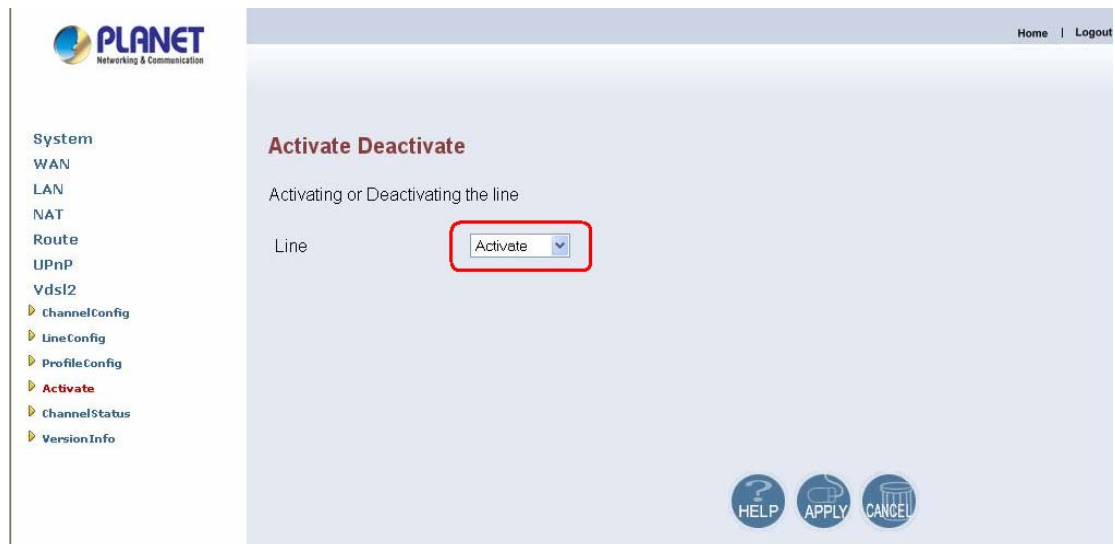 PLANET
Networking & Communication
Home | Logout
System
WAN
LAN
NAT
Route
UPnP
Vdsl2
ChannelConfig
LineConfig
ProfileConfig
Activate
ChannelStatus
VersionInfo
Activate Deactivate
Activating or Deactivating the line
Line Activate
HELP APPLY CANCEL